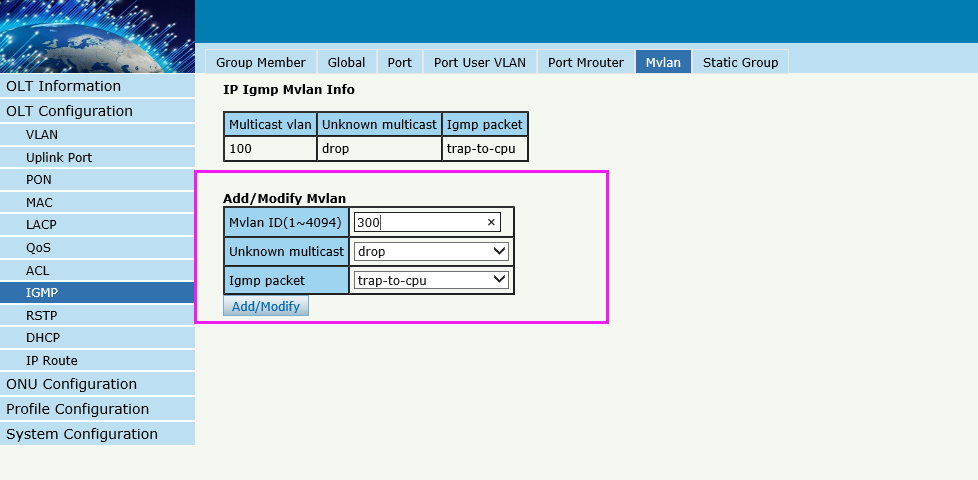 Group Member Global Port Port User VLAN Port Mrouter Mvlan Static Group
OLT Information
OLT Configuration
VLAN
Uplink Port
PON
MAC
LACP
QoS
ACL
IGMP
RSTP
DHCP
IP Route
ONU Configuration
Profile Configuration
System Configuration
IP Igmp Mvlan Info
Multicast vlan Unknown multicast Igmp packet
100 drop trap-to-cpu
Add/Modify Mvlan
Mvlan ID(1~4094) 300 ×
Unknown multicast drop
Igmp packet trap-to-cpu
Add/Modify